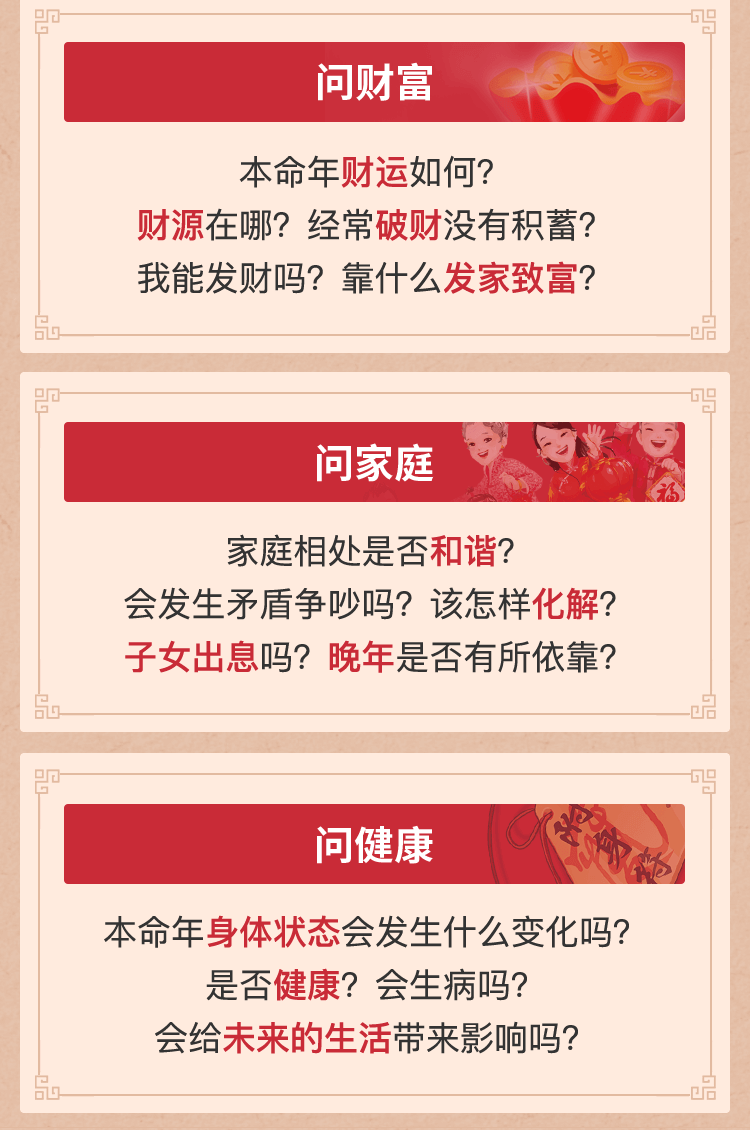 问财富
本命年财运如何？
财源在哪？经常破财没有积蓄？
我能发财吗？靠什么发家致富？
问家庭
福
家庭相处是否和谐？
会发生矛盾争吵吗？该怎样化解？
子女出息吗？晚年是否有所依靠？
问健康
本命年身体状态会发生什么变化吗？
是否健康？会生病吗？
会给未来的生活带来影响吗？